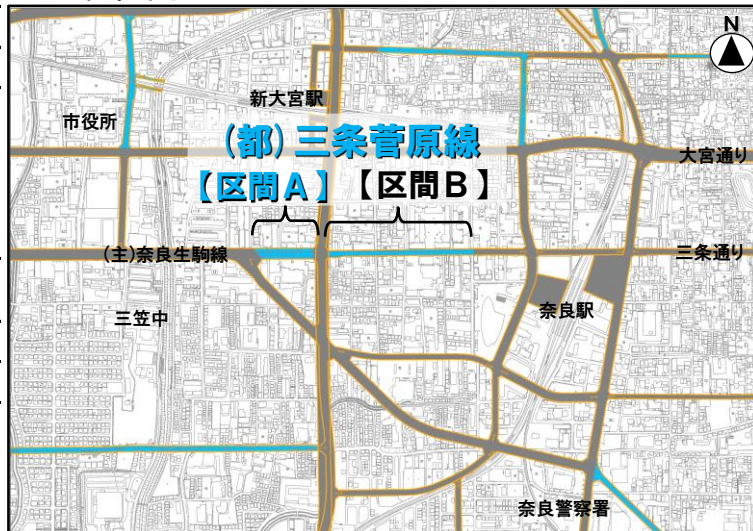 N
新大宮駅
市役所
(都)三条菅原線
大宮通り
【区間A】 【区間B】
(主)奈良生駒線
三条通り
三笠中
奈良駅
奈良警察署